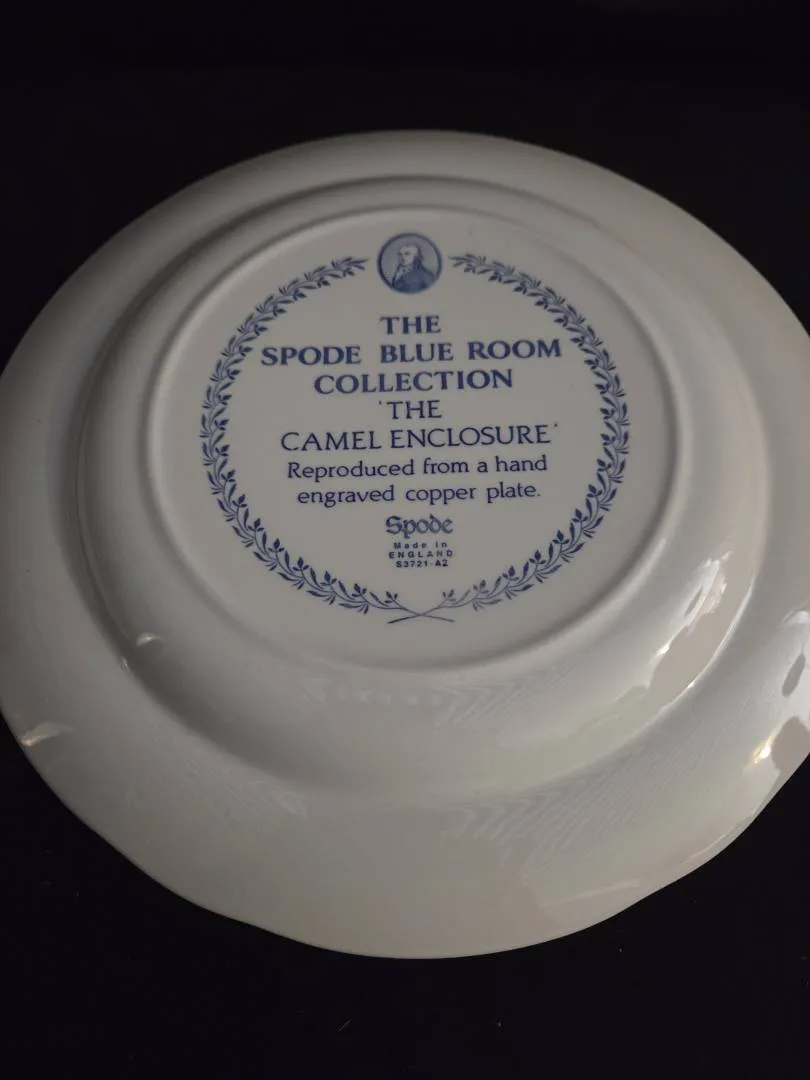 THE
SPODE BLUE ROOM
COLLECTION
'THE
CAMEL ENCLOSURE'
Reproduced from a hand
engraved copper plate.
Spode
Made in
ENGLAND
S3721-A2